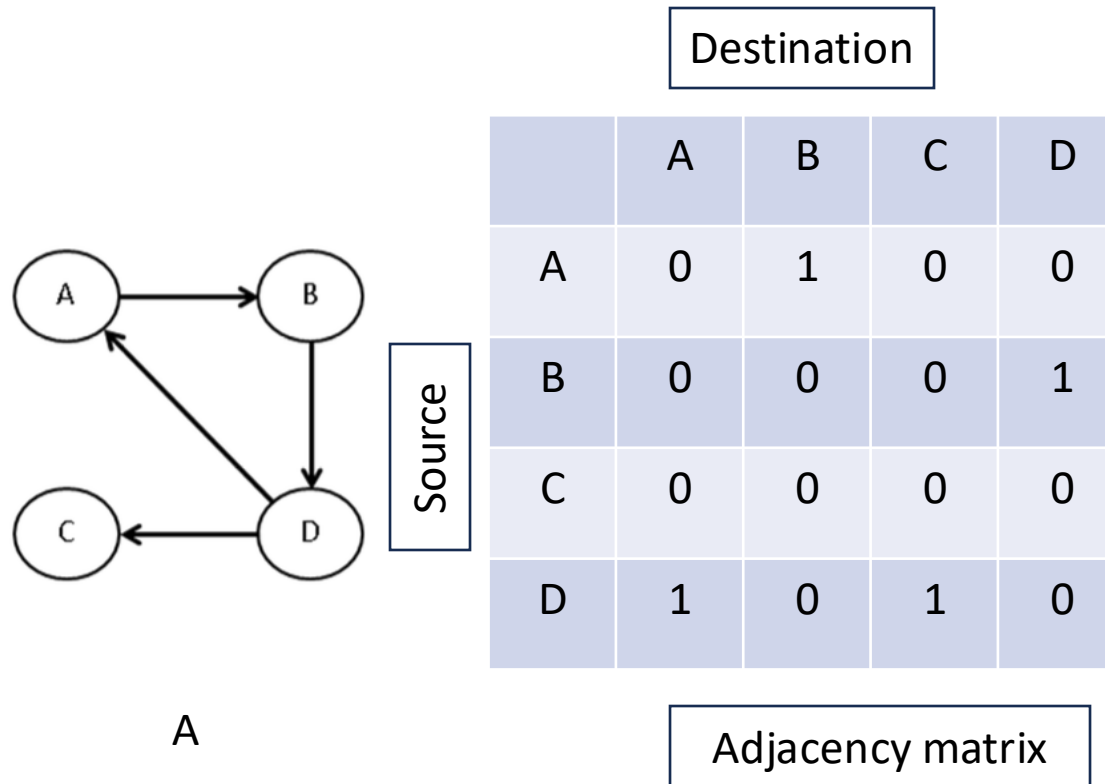 Destination
A B C D
A 0 1 0 0
B 0 0 0 1
C 0 0 0 0
D 1 0 1 0
Source
A
B
C
D
A
Adjacency matrix